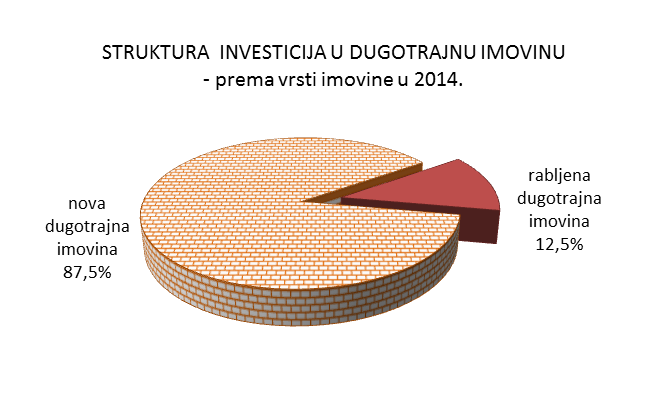 STRUKTURA INVESTICIJA U DUGOTRAJNU IMOVINU
- prema vrsti imovine u 2014.
nova
dugotrajna
imovina
87,5%
rabljena
dugotrajna
imovina
12,5%